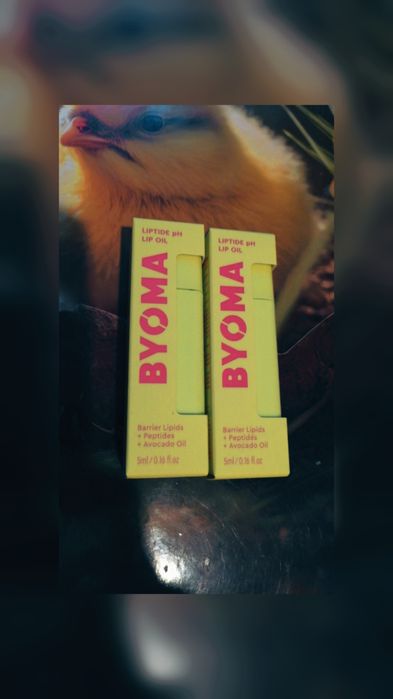 LIPTIDE pH
LIP OIL
BYOMA
Barrier Lipids
+ Peptides
+ Avocado Oil
5ml / 0.16 fl oz
LIPTIDE pH
LIP OIL
BYOMA
Barrier Lipids
+ Peptides
+ Avocado Oil
5ml / 0.16 fl oz